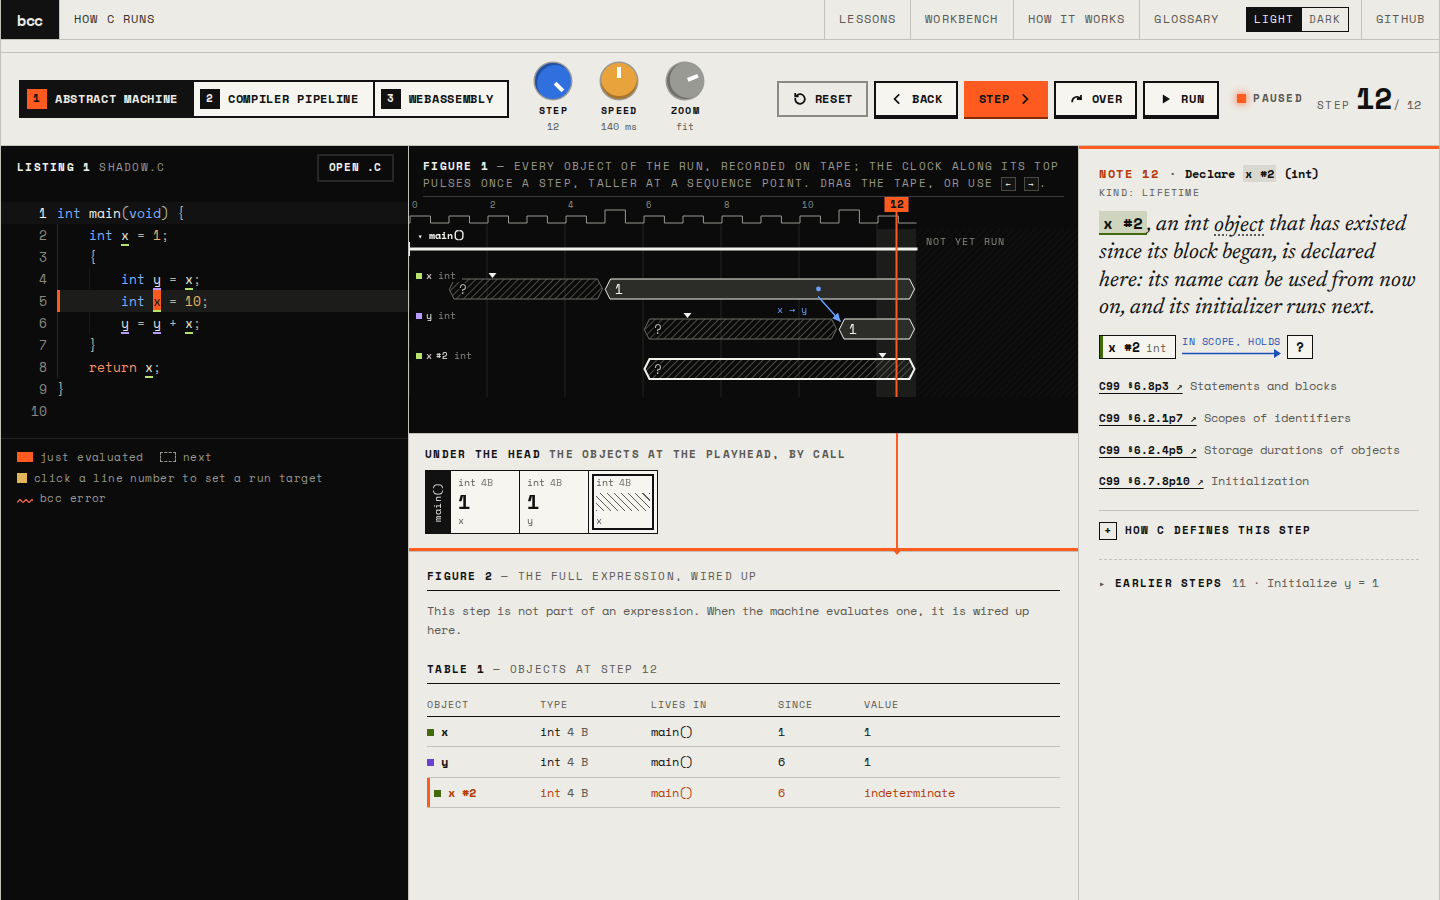 bcc HOW C RUNS LESSONS WORKBENCH HOW IT WORKS GLOSSARY LIGHT DARK GITHUB
1 ABSTRACT MACHINE 2 COMPILER PIPELINE 3 WEBASSEMBLY
STEP SPEED ZOOM
12 140 ms fit
RESET BACK STEP OVER RUN PAUSED STEP 12 / 12
LISTING 1 SHADOW.C OPEN .C
1 int main(void) {
2 int x = 1;
3 {
4 int y = x;
5 int x = 10;
6 y = y + x;
7 }
8 return x;
9 }
10
just evaluated next
click a line number to set a run target
bcc error
FIGURE 1 — EVERY OBJECT OF THE RUN, RECORDED ON TAPE; THE CLOCK ALONG ITS TOP
PULSES ONCE A STEP, TALLER AT A SEQUENCE POINT. DRAG THE TAPE, OR USE ← → .
0 2 4 6 8 10 12
▾ main() NOT YET RUN
x int ? 1
x → y
y int ? 1
x #2 int ?
UNDER THE HEAD THE OBJECTS AT THE PLAYHEAD, BY CALL
main()
int 4B int 4B int 4B
1 1
x y x
FIGURE 2 — THE FULL EXPRESSION, WIRED UP
This step is not part of an expression. When the machine evaluates one, it is wired up
here.
TABLE 1 — OBJECTS AT STEP 12
OBJECT TYPE LIVES IN SINCE VALUE
x int 4 B main() 1 1
y int 4 B main() 6 1
x #2 int 4 B main() 6 indeterminate
NOTE 12 · Declare x #2 (int)
KIND: LIFETIME
x #2, an int object that has existed
since its block began, is declared
here: its name can be used from now
on, and its initializer runs next.
x #2 int IN SCOPE, HOLDS ?
C99 §6.8p3 ↗ Statements and blocks
C99 §6.2.1p7 ↗ Scopes of identifiers
C99 §6.2.4p5 ↗ Storage durations of objects
C99 §6.7.8p10 ↗ Initialization
+ HOW C DEFINES THIS STEP
▸ EARLIER STEPS 11 · Initialize y = 1